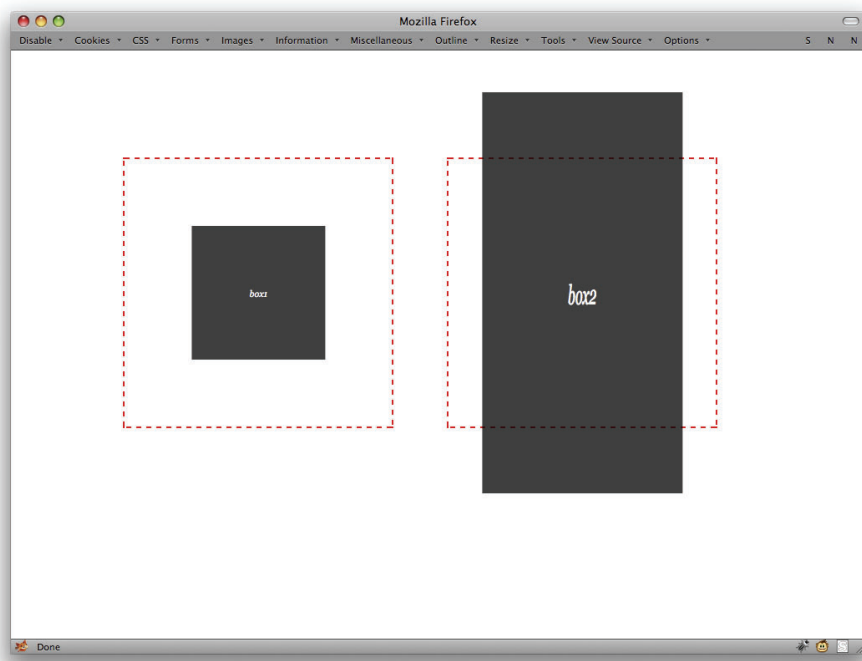 Mozilla Firefox
Disable Cookies CSS Forms Images Information Miscellaneous Outline Resize Tools View Source Options S N N
box1
box2
Done